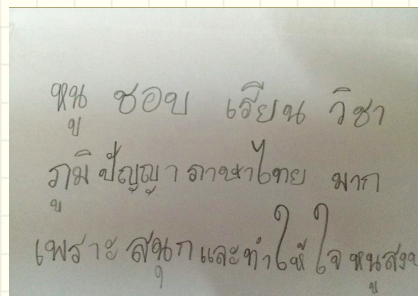 หนู ชอบ เรียน วิชา
ภูมิปัญญาภาษาไทย มาก
เพราะ สนุกและทำให้ใจหนู